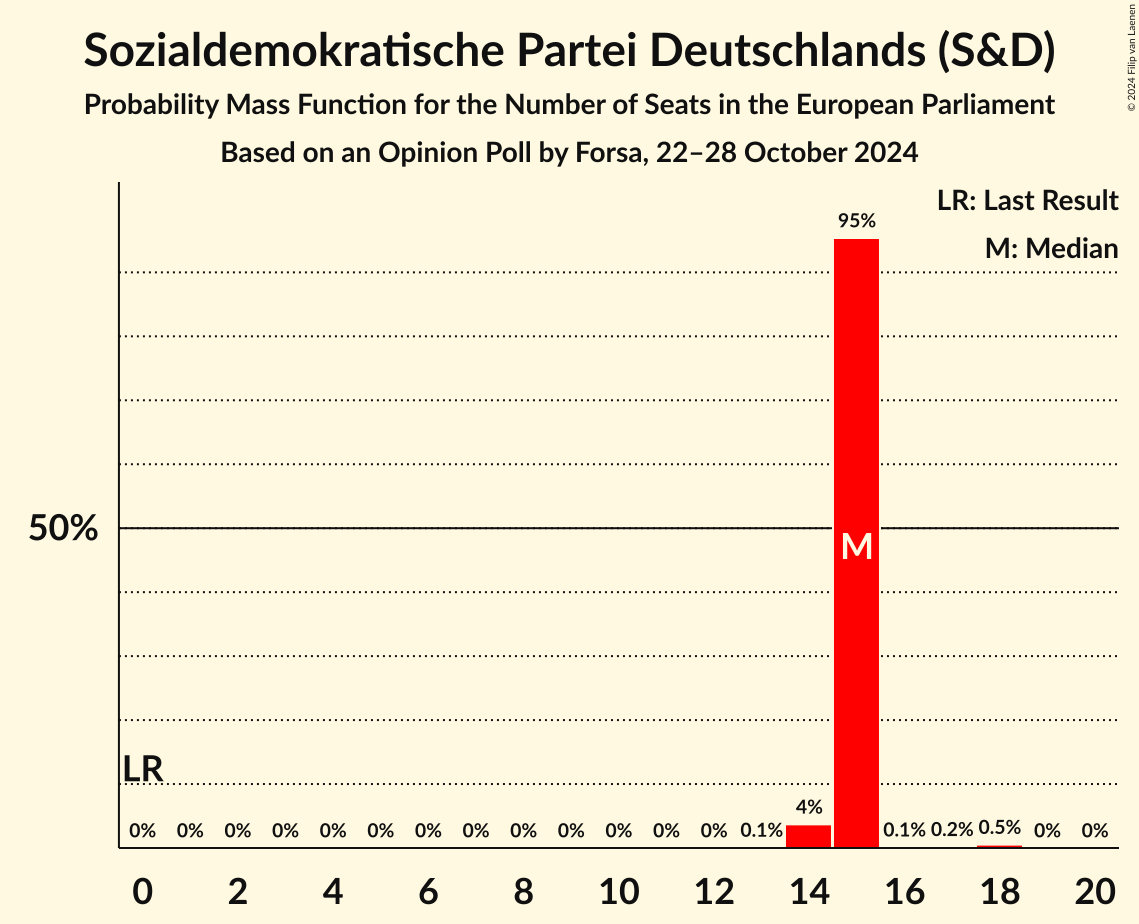 Sozialdemokratische Partei Deutschlands (S&D)
Probability Mass Function for the Number of Seats in the European Parliament
Based on an Opinion Poll by Forsa, 22–28 October 2024
© 2024 Filip van Laenen
LR: Last Result
M: Median
95%
50%
M
LR
4%
0% 0% 0% 0% 0% 0% 0% 0% 0% 0% 0% 0% 0% 0.1% 0.1% 0.2% 0.5% 0% 0%
0 2 4 6 8 10 12 14 16 18 20